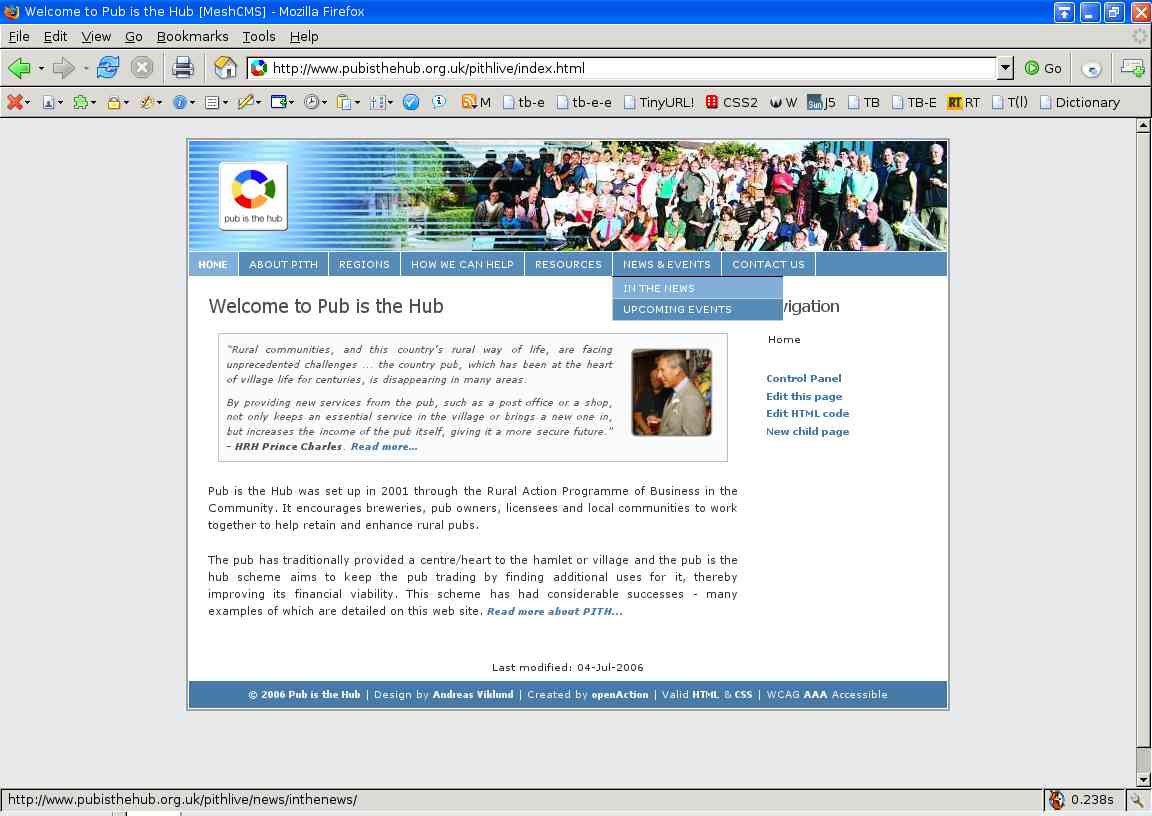 Welcome to Pub is the Hub [MeshCMS] - Mozilla Firefox
File Edit View Go Bookmarks Tools Help
http://www.pubisthehub.org.uk/pithlive/index.html Go
M tb-e tb-e-e TinyURL! CSS2 W Sun J5 TB TB-E RT RT T(l) Dictionary
pub is the hub
HOME ABOUT PITH REGIONS HOW WE CAN HELP RESOURCES NEWS & EVENTS CONTACT US
IN THE NEWS
UPCOMING EVENTS
Welcome to Pub is the Hub
"Rural communities, and this country's rural way of life, are facing
unprecedented challenges ... the country pub, which has been at the heart
of village life for centuries, is disappearing in many areas.
By providing new services from the pub, such as a post office or a shop,
not only keeps an essential service in the village or brings a new one in,
but increases the income of the pub itself, giving it a more secure future."
- HRH Prince Charles. Read more...
Pub is the Hub was set up in 2001 through the Rural Action Programme of Business in the
Community. It encourages breweries, pub owners, licensees and local communities to work
together to help retain and enhance rural pubs.
The pub has traditionally provided a centre/heart to the hamlet or village and the pub is the
hub scheme aims to keep the pub trading by finding additional uses for it, thereby
improving its financial viability. This scheme has had considerable successes - many
examples of which are detailed on this web site. Read more about PITH...
vigation
Home
Control Panel
Edit this page
Edit HTML code
New child page
Last modified: 04-Jul-2006
© 2006 Pub is the Hub | Design by Andreas Viklund | Created by openAction | Valid HTML & CSS | WCAG AAA Accessible
http://www.pubisthehub.org.uk/pithlive/news/inthenews/ 0.238s